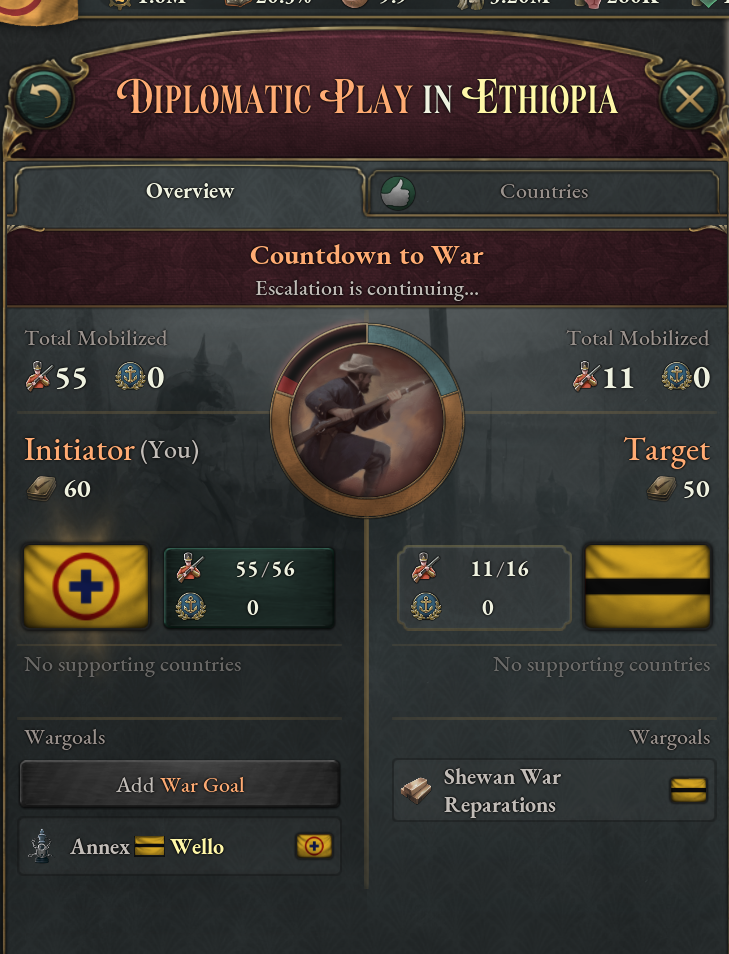 DIPLOMATIC PLAY IN ETHIOPIA
Overview
Countries
Countdown to War
Escalation is continuing...
Total Mobilized
55 0
Total Mobilized
11 0
Initiator (You)
60
Target
50
55/56
0
11/16
0
No supporting countries
No supporting countries
Wargoals
Wargoals
Add War Goal
Annex Wello
Shewan War
Reparations